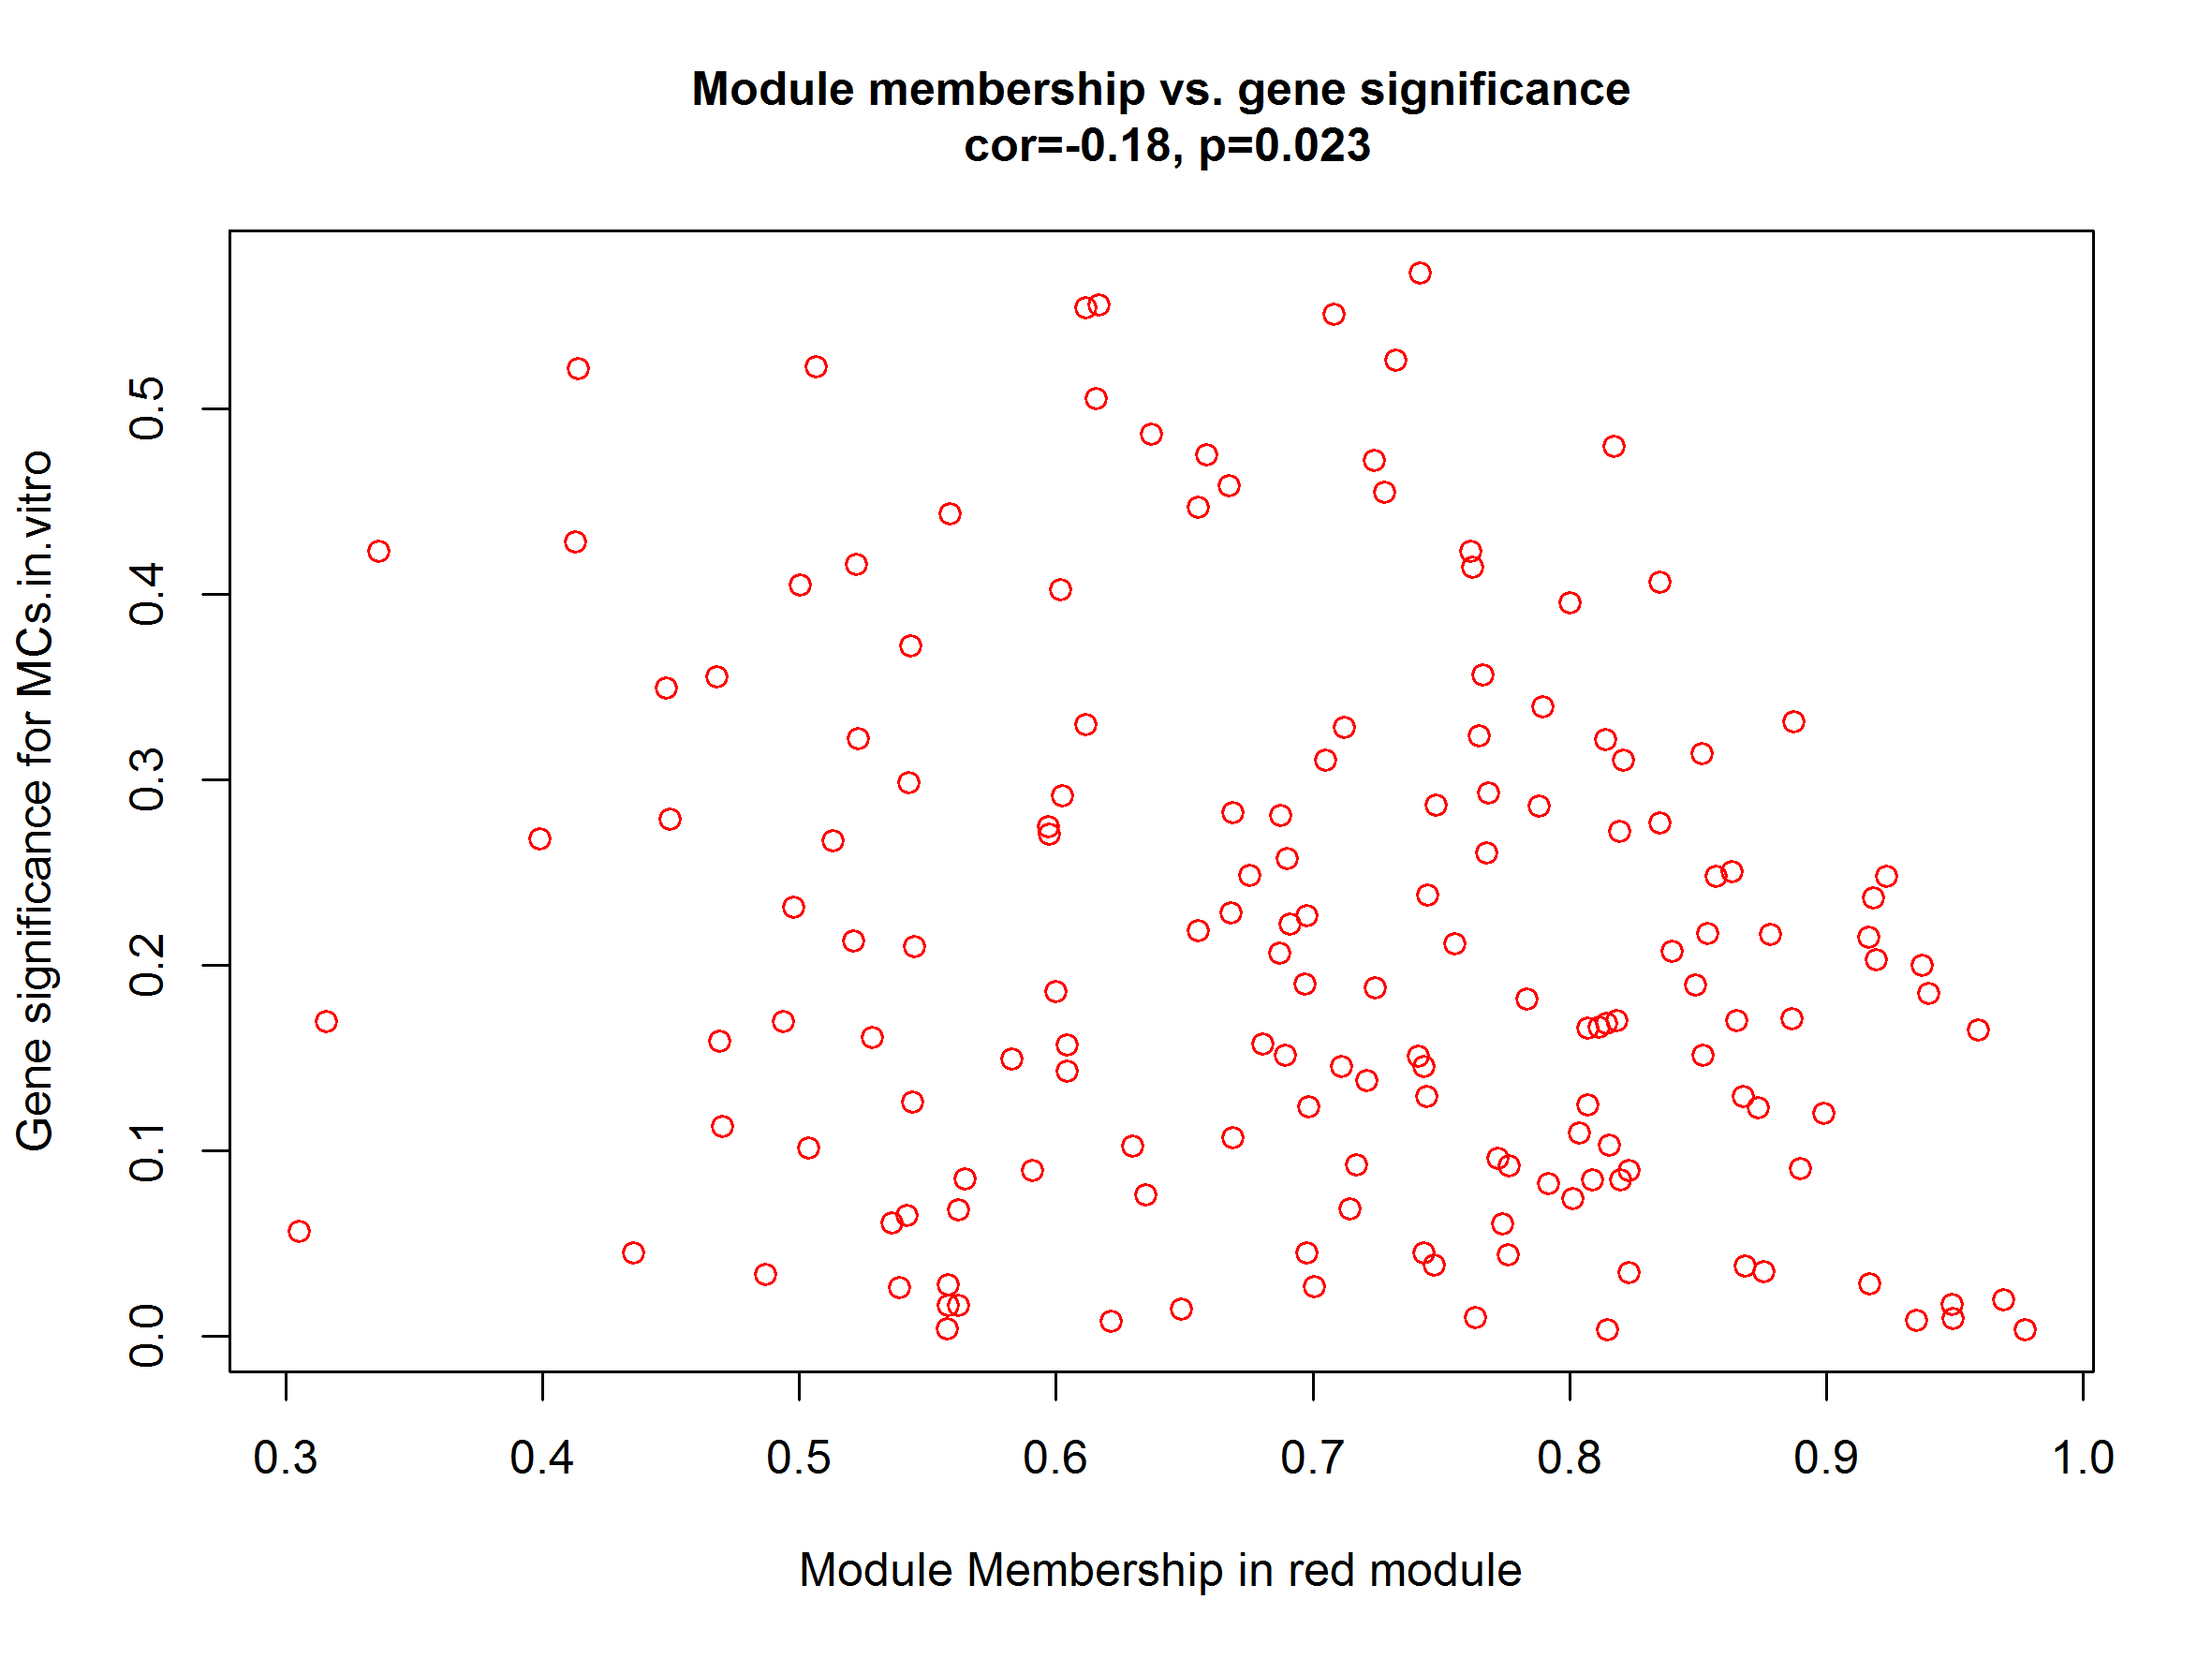 Module membership vs. gene significance
cor=-0.18, p=0.023
Gene significance for MCs.in.vitro
0.5
0.4
0.3
0.2
0.1
0.0
0.3 0.4 0.5 0.6 0.7 0.8 0.9 1.0
Module Membership in red module